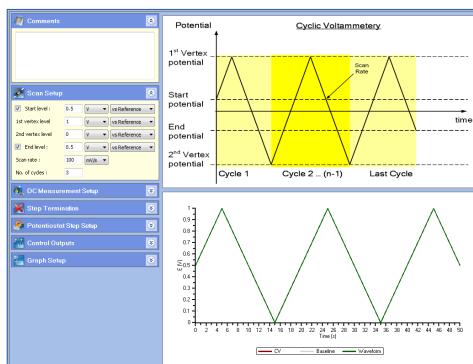 Comments
Scan Setup
Start level : 0.5 V vs Reference
1st vertex level 1 V vs Reference
2nd vertex level 0 V vs Reference
End level : 0.5 V vs Reference
Scan rate : 100 mV/s
No. of cycles : 3
DC Measurement Setup
Step Termination
Potentiostat Step Setup
Control Outputs
Graph Setup
Potential Cyclic Voltammetery
1st Vertex
potential
Scan
Rate
Start
potential
time
End
potential
2nd Vertex
potential
Cycle 1 Cycle 2 ... (n-1) Last Cycle
E (V)
1
0.9
0.8
0.7
0.6
0.5
0.4
0.3
0.2
0.1
0
0 2 4 6 8 10 12 14 16 18 20 22 24 26 28 30 32 34 36 38 40 42 44 46 48 50
Time (s)
CV Baseline Waveform